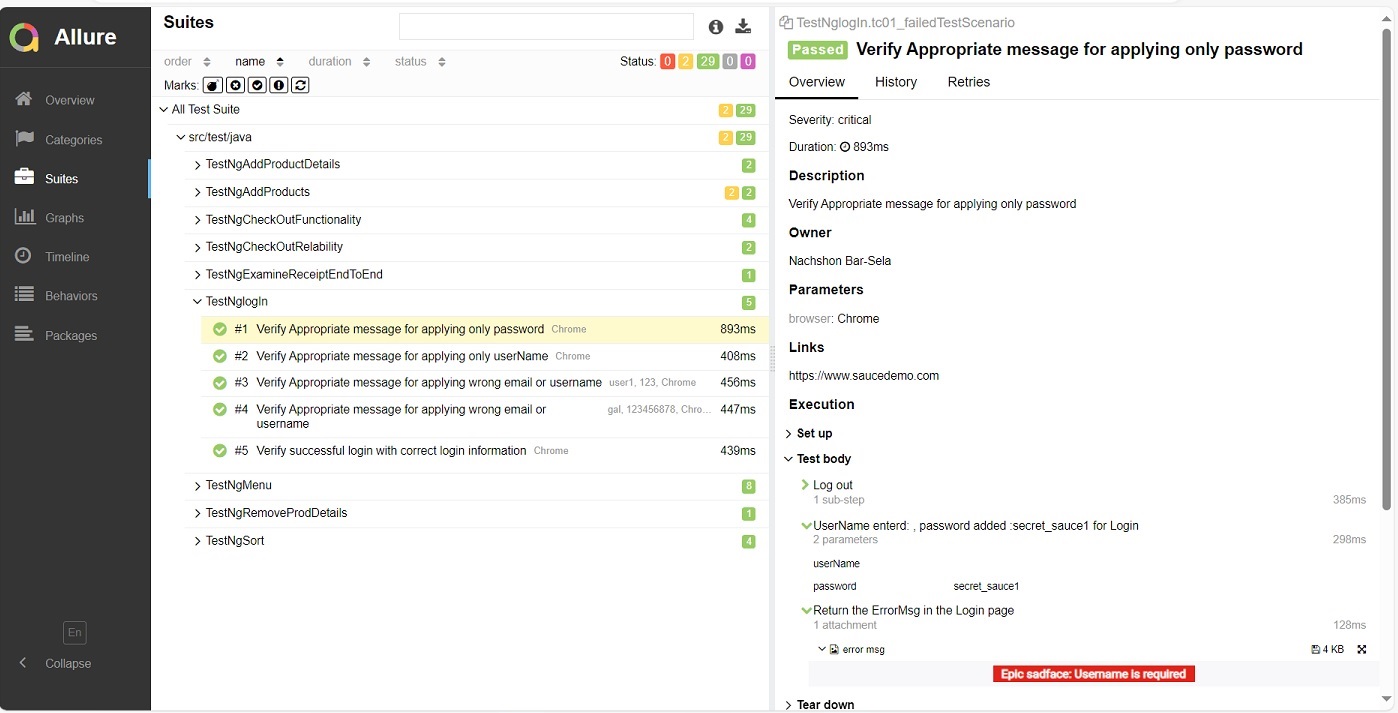 Allure
Overview
Categories
Suites
Graphs
Timeline
Behaviors
Packages
En
Collapse
Suites
order name duration status
Status: 0 2 29 0 0
Marks:
All Test Suite 2 29
src/test/java 2 29
TestNgAddProductDetails 2
TestNgAddProducts 2 2
TestNgCheckOutFunctionality 4
TestNgCheckOutRelability 2
TestNgExamineReceiptEndToEnd 1
TestNglogIn 5
#1 Verify Appropriate message for applying only password Chrome 893ms
#2 Verify Appropriate message for applying only userName Chrome 408ms
#3 Verify Appropriate message for applying wrong email or username user1, 123, Chrome 456ms
#4 Verify Appropriate message for applying wrong email or gal, 123456878, Chro... 447ms
username
#5 Verify successful login with correct login information Chrome 439ms
TestNgMenu 8
TestNgRemoveProdDetails 1
TestNgSort 4
TestNglogIn.tc01_failedTestScenario
Passed Verify Appropriate message for applying only password
Overview History Retries
Severity: critical
Duration: 893ms
Description
Verify Appropriate message for applying only password
Owner
Nachshon Bar-Sela
Parameters
browser: Chrome
Links
https://www.saucedemo.com
Execution
Set up
Test body
Log out
1 sub-step 385ms
UserName enterd: , password added :secret_sauce1 for Login
2 parameters 298ms
userName
password secret_sauce1
Return the ErrorMsg in the Login page
1 attachment 128ms
error msg 4 KB
Epic sadface: Username is required
Tear down